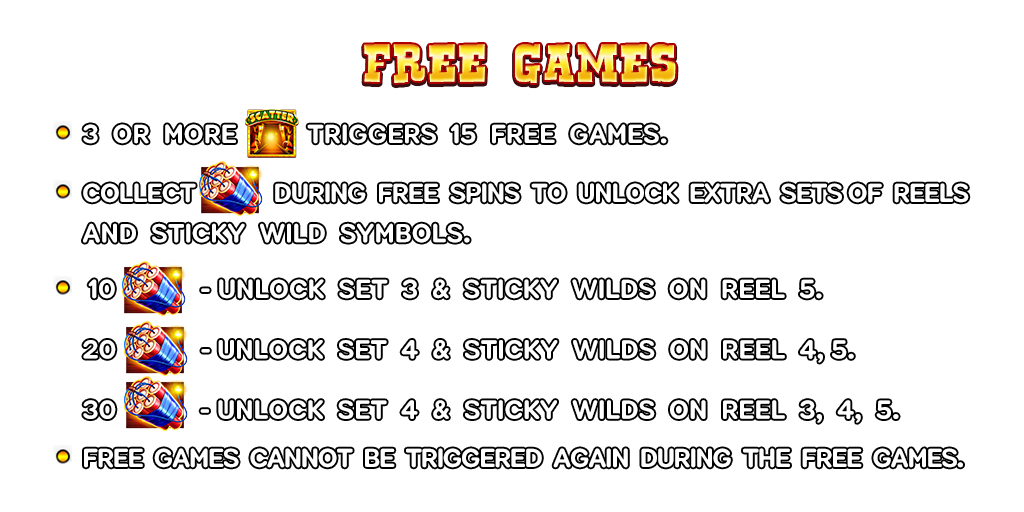 FREE GAMES
3 OR MORE SCATTER TRIGGERS 15 FREE GAMES.
COLLECT DURING FREE SPINS TO UNLOCK EXTRA SETS OF REELS
AND STICKY WILD SYMBOLS.
10 - UNLOCK SET 3 & STICKY WILDS ON REEL 5.
20 - UNLOCK SET 4 & STICKY WILDS ON REEL 4, 5.
30 - UNLOCK SET 4 & STICKY WILDS ON REEL 3, 4, 5.
FREE GAMES CANNOT BE TRIGGERED AGAIN DURING THE FREE GAMES.